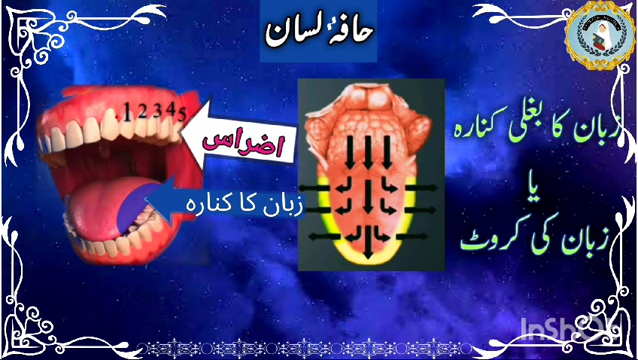 حافۂ لسان
.12345
اضراس
زبان کا کنارہ
زبان کا بغلی کنارہ
یا
زبان کی کروٹ
InShOt